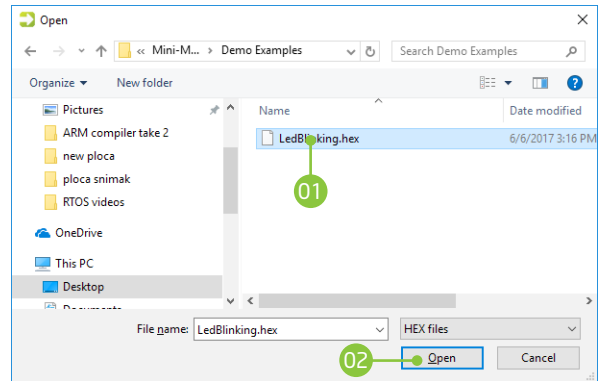 Open
« Mini-M... › Demo Examples
Search Demo Examples
Organize
New folder
Pictures
ARM compiler take 2
new ploca
ploca snimak
RTOS videos
OneDrive
This PC
Desktop
Documents
Name
Date modified
LedBlinking.hex
6/6/2017 3:16 PM
01
File name:
LedBlinking.hex
HEX files
02
Open
Cancel